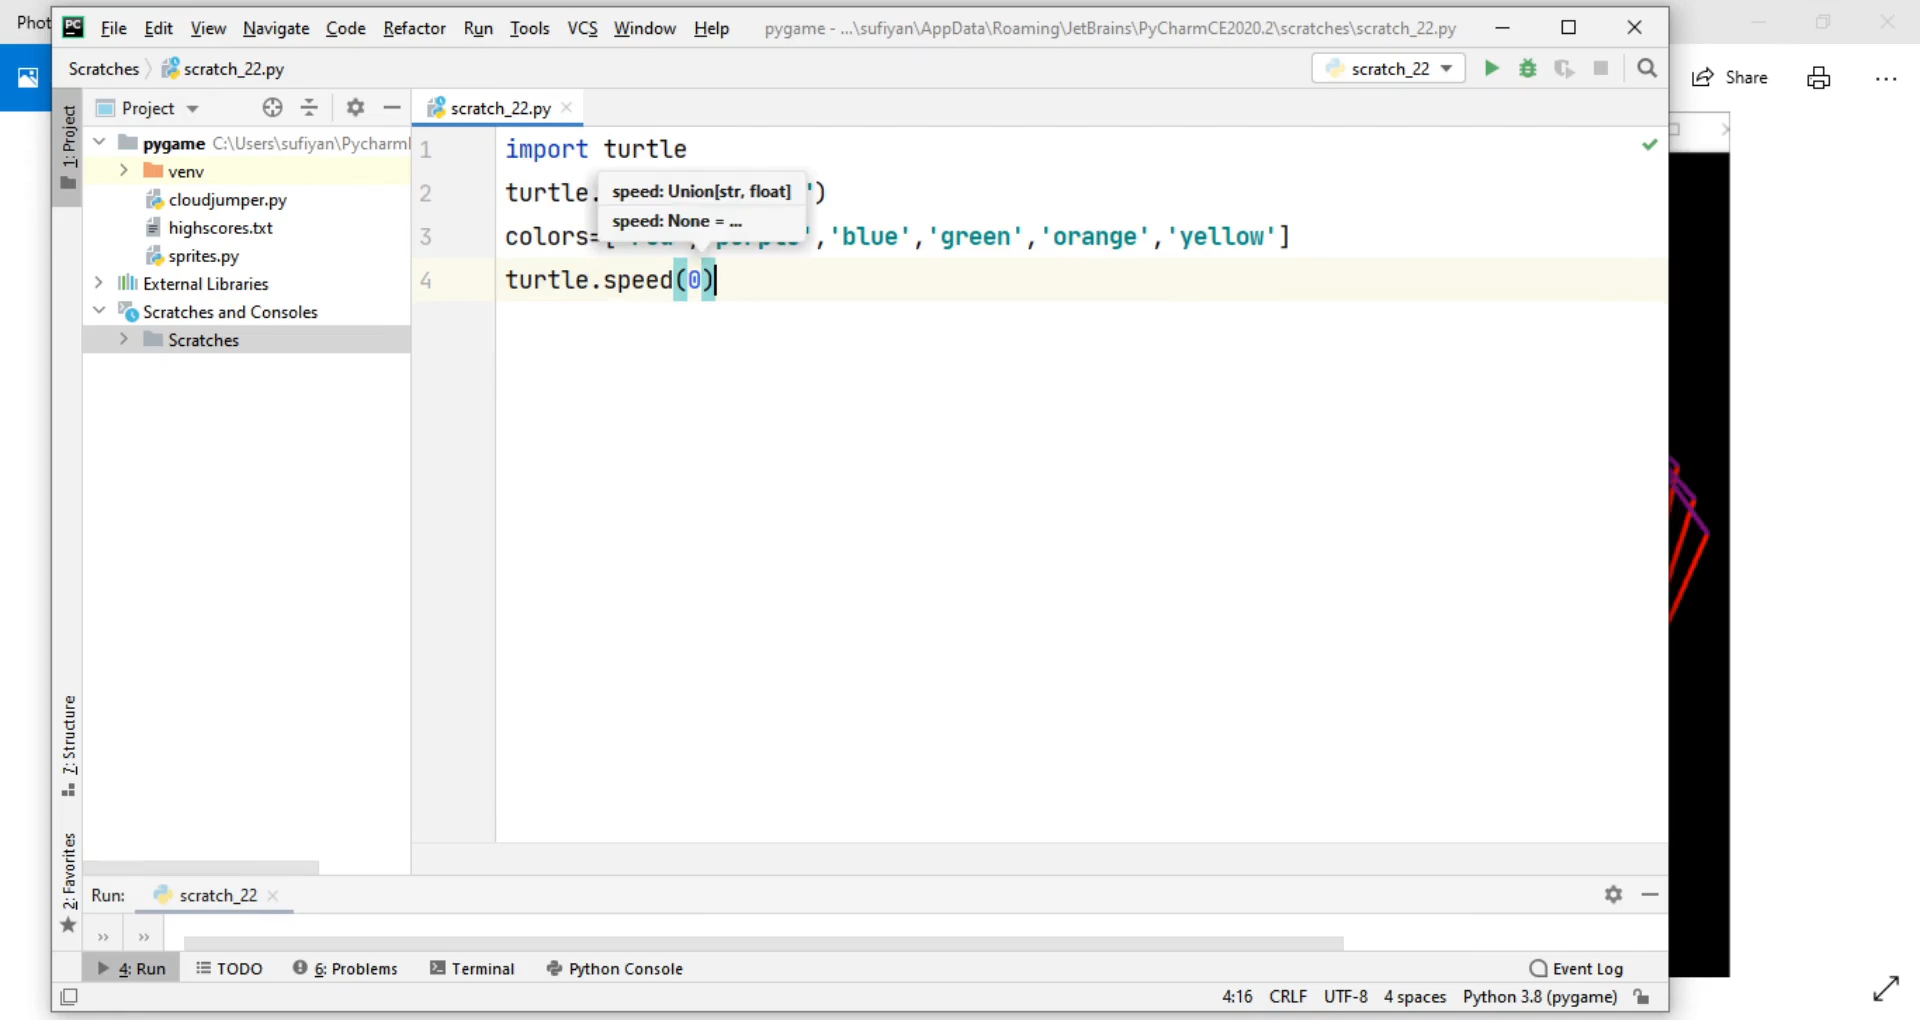 Phot
File Edit View Navigate Code Refactor Run Tools VCS Window Help pygame - ...\sufiyan\AppData\Roaming\JetBrains\PyCharmCE2020.2\scratches\scratch_22.py
Scratches scratch_22.py scratch_22 Share
1: Project
Project scratch_22.py
pygame C:\Users\sufiyan\Pycharm
venv
cloudjumper.py
highscores.txt
sprites.py
External Libraries
Scratches and Consoles
Scratches
1 import turtle
2 turtle. ')
speed: Union[str, float]
speed: None = ...
3 colors= ,'blue','green','orange','yellow']
4 turtle.speed(0)
7: Structure
2: Favorites
Run: scratch_22
4: Run TODO 6: Problems Terminal Python Console Event Log
4:16 CRLF UTF-8 4 spaces Python 3.8 (pygame)